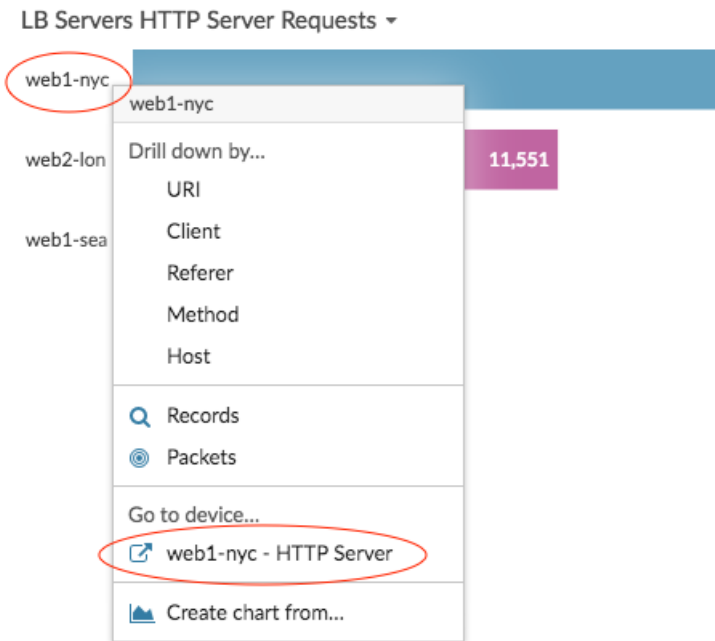 LB Servers HTTP Server Requests
web1-nyc
web1-nyc
Drill down by...
web2-lon
11,551
URI
Client
web1-sea
Referer
Method
Host
Records
Packets
Go to device...
web1-nyc - HTTP Server
Create chart from...